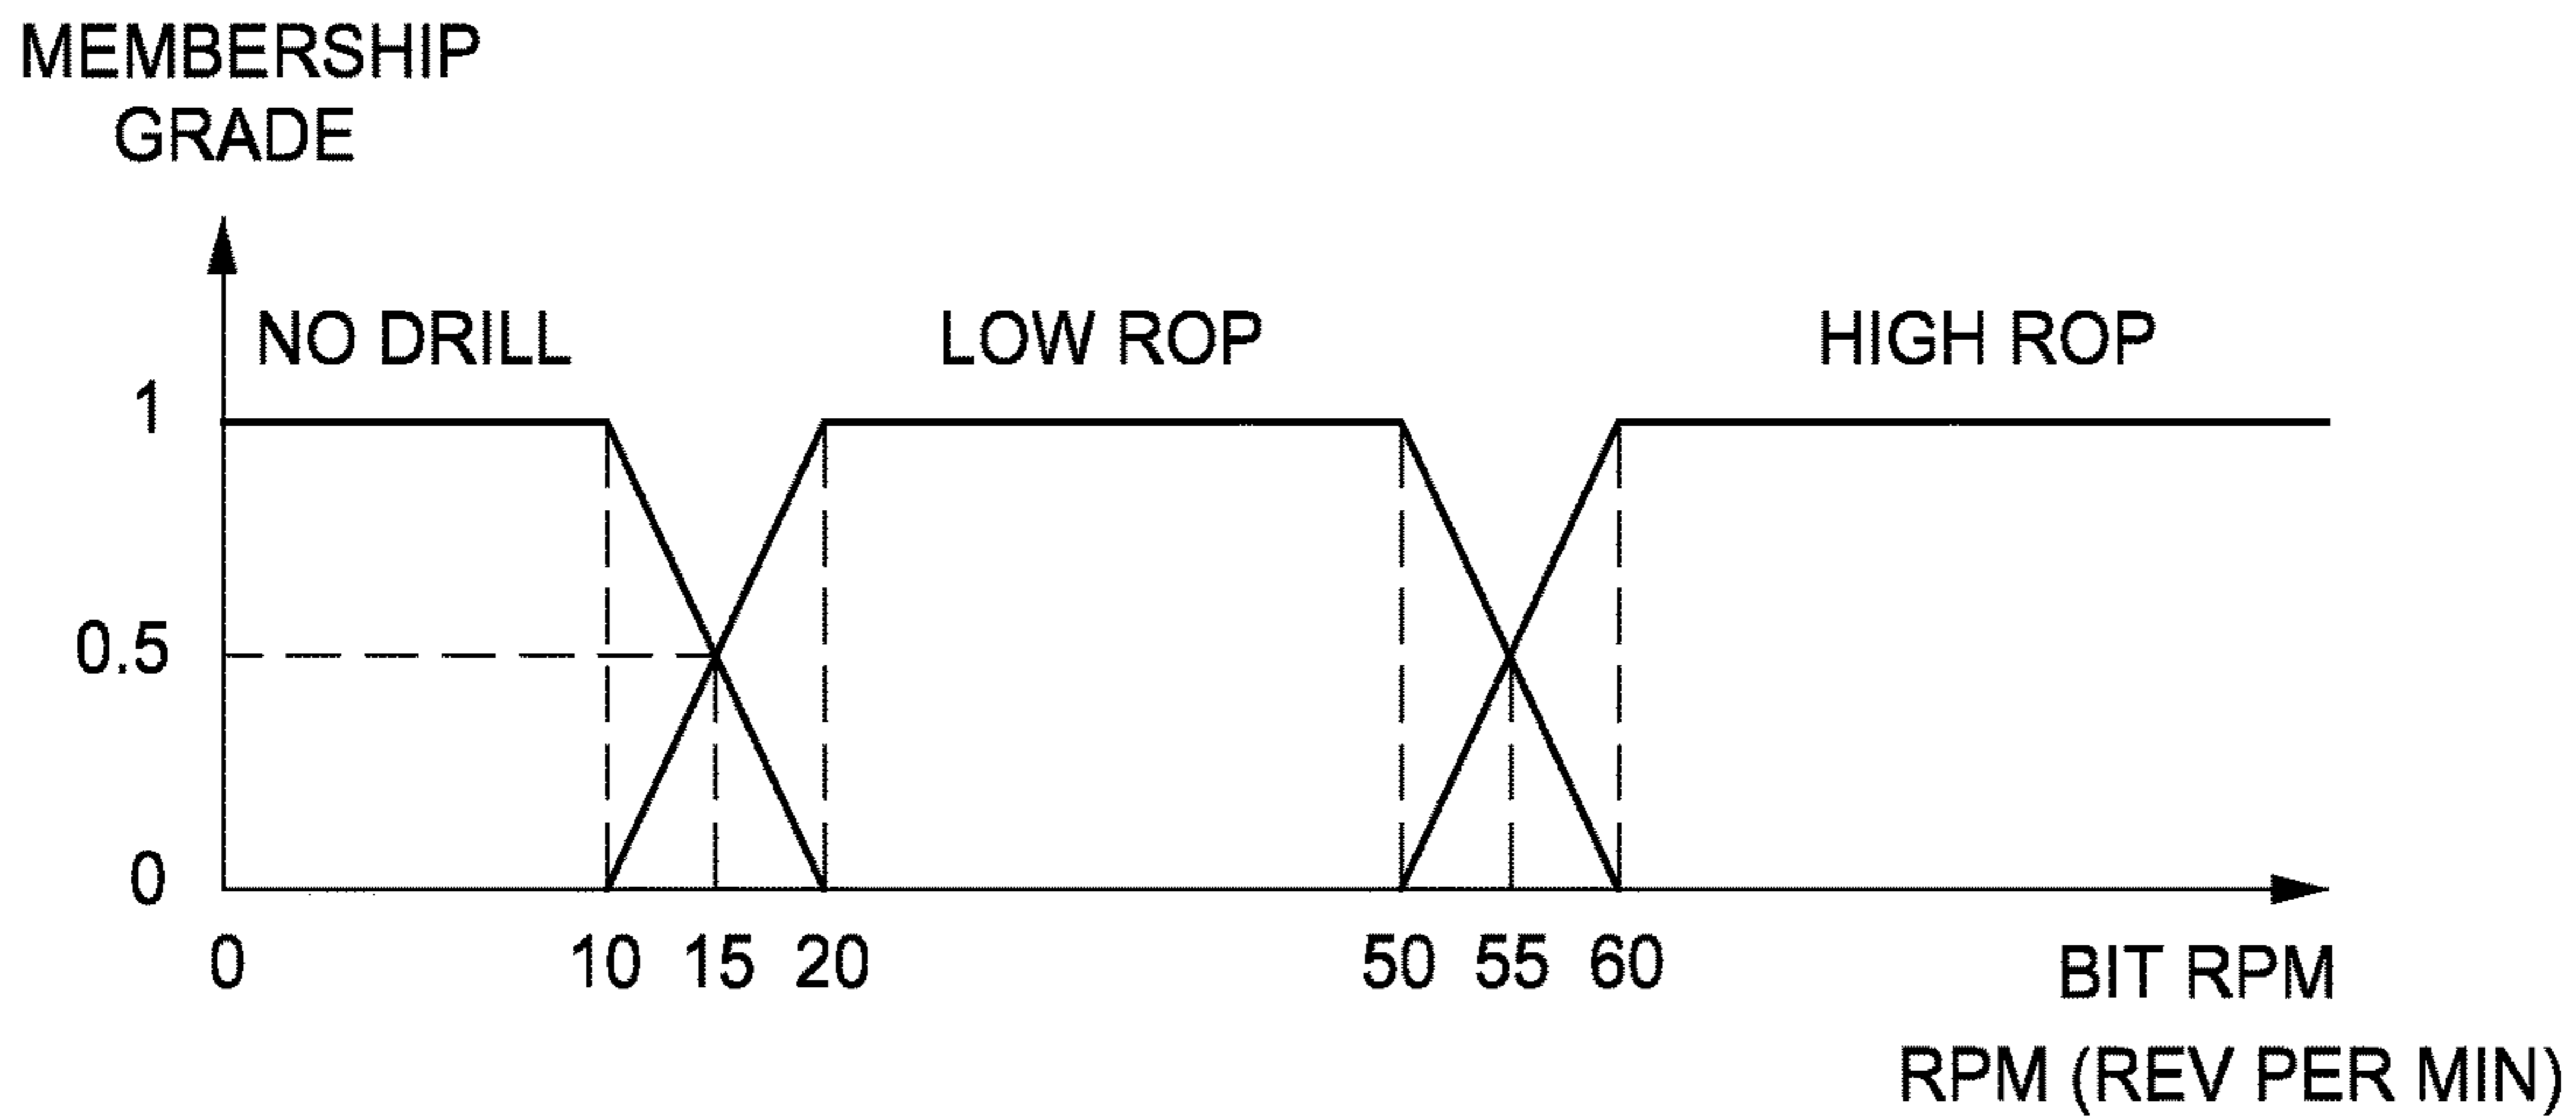 MEMBERSHIP
GRADE
NO DRILL LOW ROP HIGH ROP
1
0.5
0
0 10 15 20 50 55 60 BIT RPM
RPM (REV PER MIN)